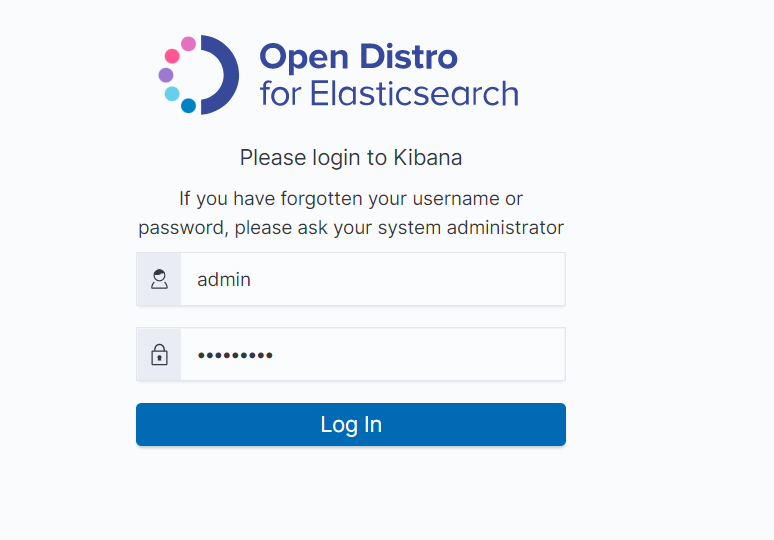 Open Distro
for Elasticsearch
Please login to Kibana
If you have forgotten your username or
password, please ask your system administrator
admin
•••••••••
Log In